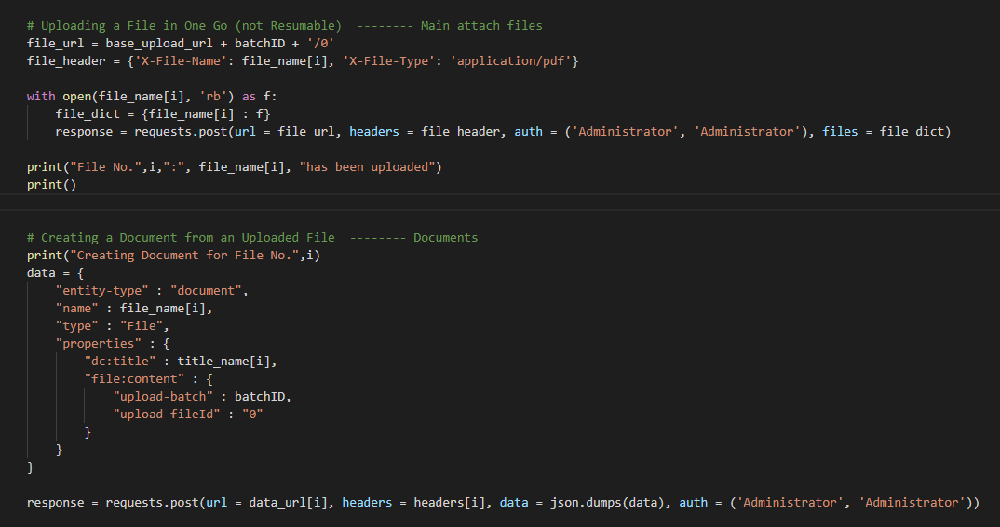 # Uploading a File in One Go (not Resumable)  -------- Main attach files
file_url = base_upload_url + batchID + '/0'
file_header = {'X-File-Name': file_name[i], 'X-File-Type': 'application/pdf'}
with open(file_name[i], 'rb') as f:
    file_dict = {file_name[i] : f}
    response = requests.post(url = file_url, headers = file_header, auth = ('Administrator', 'Administrator'), files = file_dict)
print("File No.",i,":", file_name[i], "has been uploaded")
print()
# Creating a Document from an Uploaded File  -------- Documents
print("Creating Document for File No.",i)
data = {
    "entity-type" : "document",
    "name" : file_name[i],
    "type" : "File",
    "properties" : {
        "dc:title" : title_name[i],
        "file:content" : {
            "upload-batch" : batchID,
            "upload-fileId" : "0"
        }
    }
}
response = requests.post(url = data_url[i], headers = headers[i], data = json.dumps(data), auth = ('Administrator', 'Administrator'))